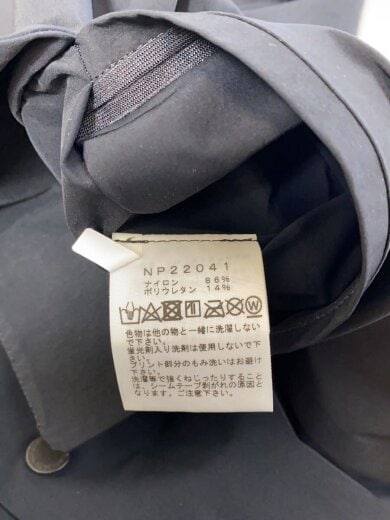 NP22041
ナイロン 86%
ポリウレタン 14%
色物は他の物と一緒に洗濯しない
で下さい。
蛍光剤入り洗剤は使用しないで下
さい。
プリント部分のもみ洗いはお避け
下さい。
洗濯等で強くねじったりすること
は、シームテープ剥がれの原因と
なります。ご注意下さい。